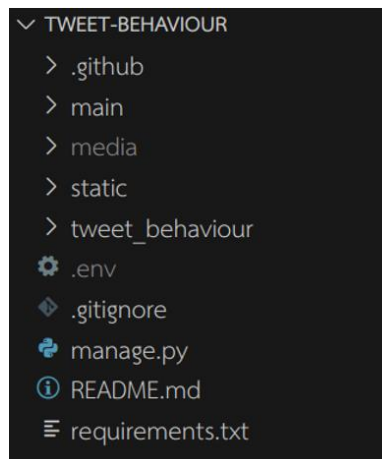 TWEET-BEHAVIOUR
.github
main
media
static
tweet_behaviour
.env
.gitignore
manage.py
README.md
requirements.txt